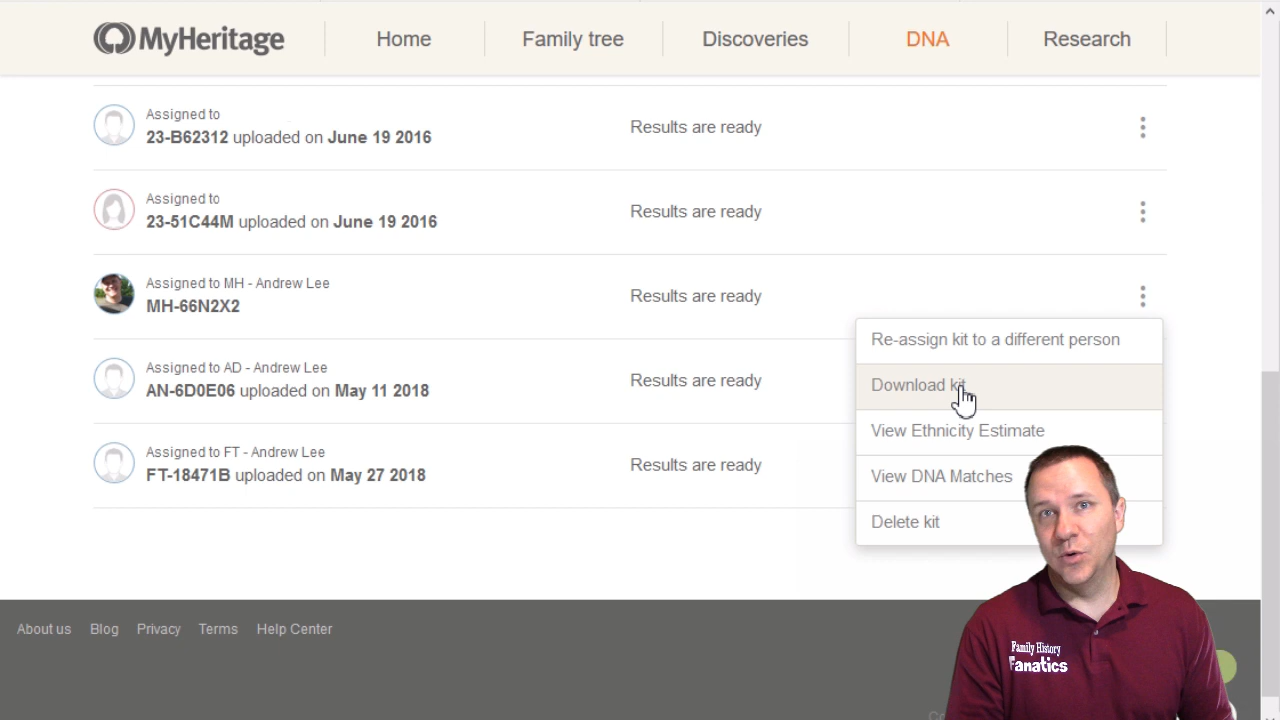 MyHeritage Home Family tree Discoveries DNA Research
Assigned to
23-B62312 uploaded on June 19 2016 Results are ready
Assigned to
23-51C44M uploaded on June 19 2016 Results are ready
Assigned to MH - Andrew Lee
MH-66N2X2 Results are ready
Re-assign kit to a different person
Assigned to AD - Andrew Lee
AN-6D0E06 uploaded on May 11 2018 Results are ready
Download kit
View Ethnicity Estimate
Assigned to FT - Andrew Lee
FT-18471B uploaded on May 27 2018 Results are ready
View DNA Matches
Delete kit
About us Blog Privacy Terms Help Center
Family History
Fanatics